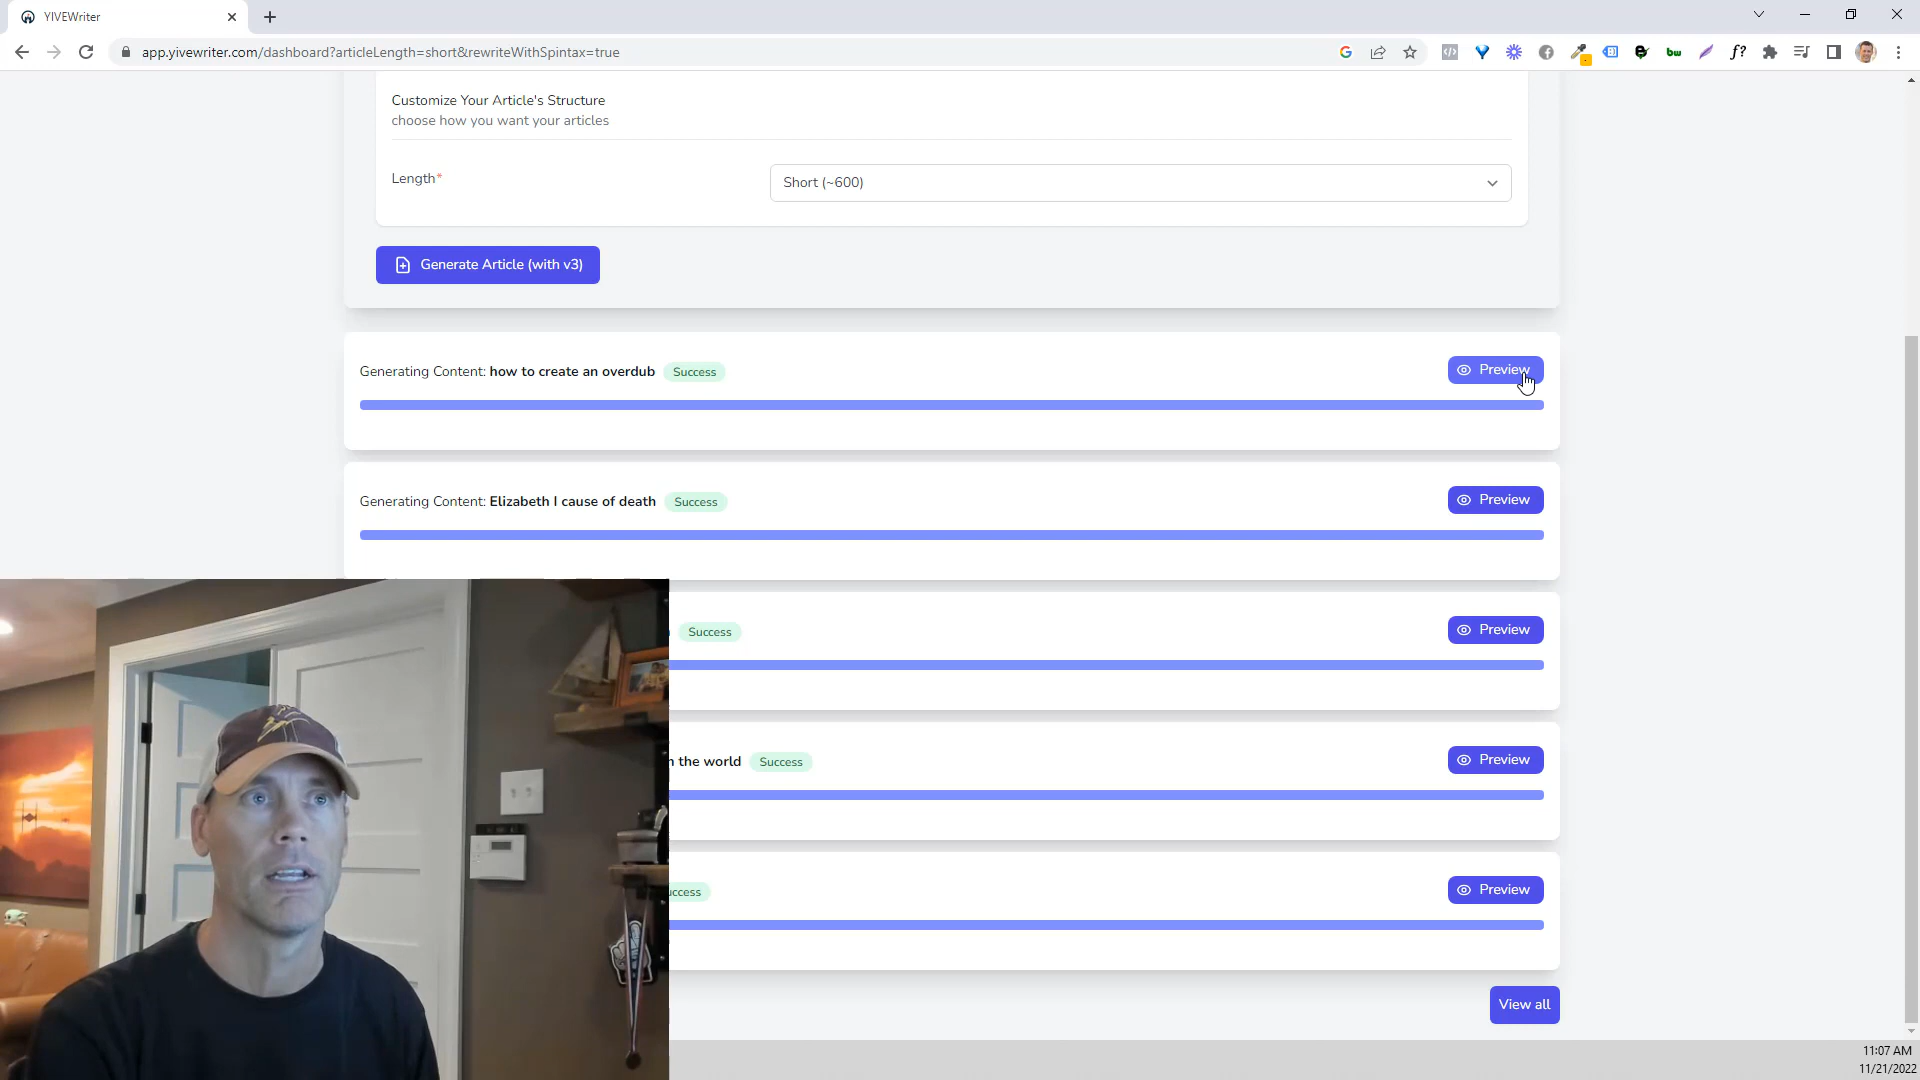 YIVEWriter
app.yivewriter.com/dashboard?articleLength=short&rewriteWithSpintax=true
bw
f?
Customize Your Article's Structure
choose how you want your articles
Length*
Short (~600)
Generate Article (with v3)
Generating Content: how to create an overdub Success
Preview
Generating Content: Elizabeth I cause of death Success
Preview
Success
Preview
the world Success
Preview
Preview
View all
11:07 AM
11/21/2022